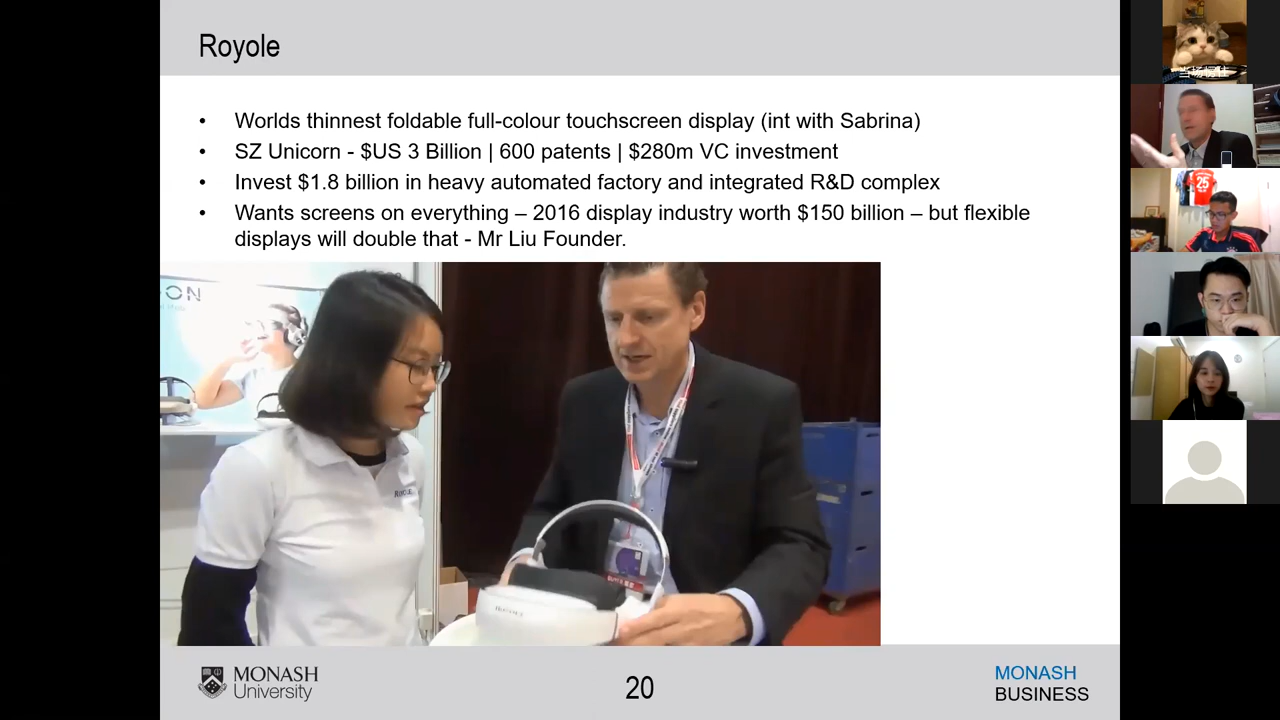 Royole
• Worlds thinnest foldable full-colour touchscreen display (int with Sabrina)
• SZ Unicorn - $US 3 Billion | 600 patents | $280m VC investment
• Invest $1.8 billion in heavy automated factory and integrated R&D complex
• Wants screens on everything – 2016 display industry worth $150 billion – but flexible
displays will double that - Mr Liu Founder.
MONASH
University
20
MONASH
BUSINESS
25